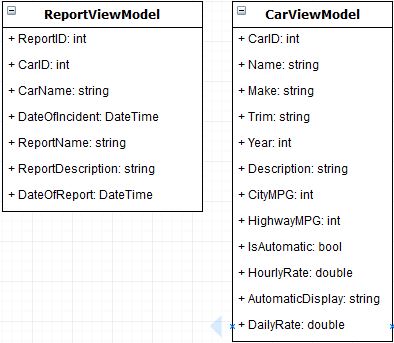 ReportViewModel
+ ReportID: int
+ CarID: int
+ CarName: string
+ DateOfIncident: DateTime
+ ReportName: string
+ ReportDescription: string
+ DateOfReport: DateTime
CarViewModel
+ CarID: int
+ Name: string
+ Make: string
+ Trim: string
+ Year: int
+ Description: string
+ CityMPG: int
+ HighwayMPG: int
+ IsAutomatic: bool
+ HourlyRate: double
+ AutomaticDisplay: string
+ DailyRate: double